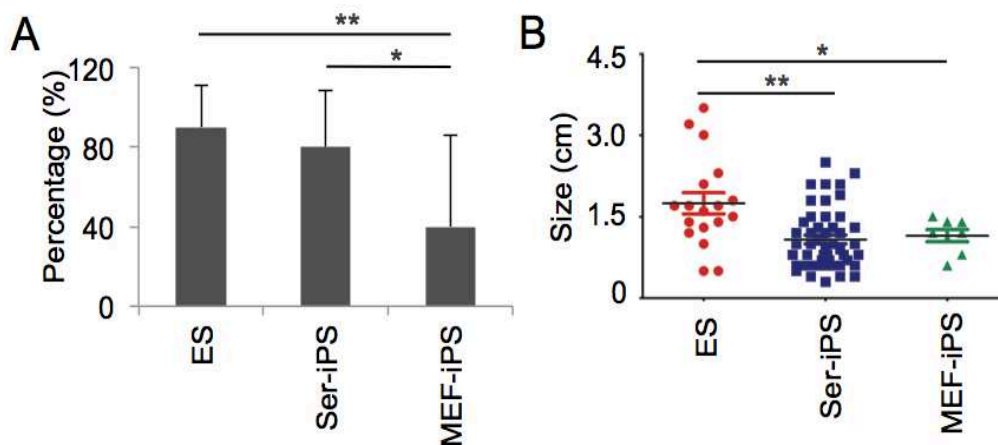 A
**
*
Percentage (%)
120
80
40
0
ES
Ser-iPS
MEF-iPS
B
*
**
Size (cm)
4.5
3.0
1.5
0
ES
Ser-iPS
MEF-iPS